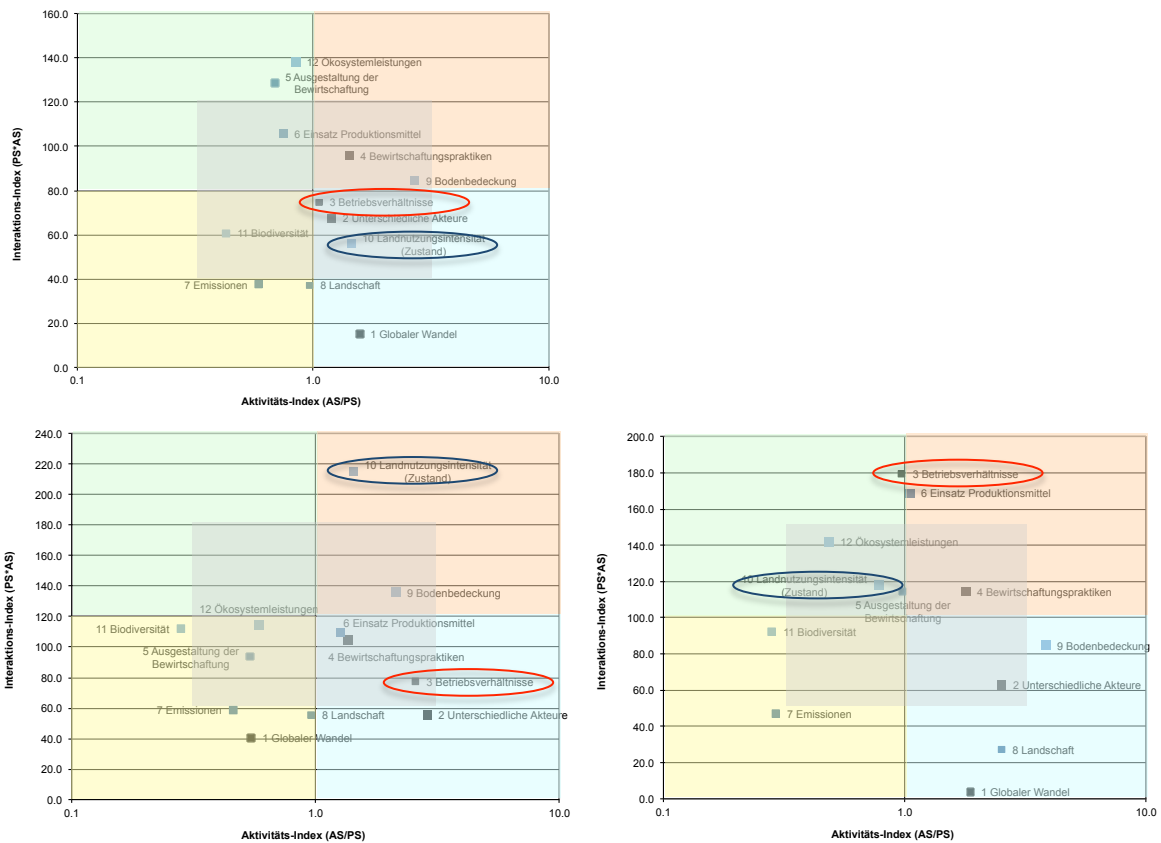 160.0
140.0
120.0
100.0
80.0
60.0
40.0
20.0
0.0
Interaktions-Index (PS*AS)
12 Ökosystemleistungen
5 Ausgestaltung der
Bewirtschaftung
6 Einsatz Produktionsmittel
4 Bewirtschaftungspraktiken
9 Bodenbedeckung
3 Betriebsverhältnisse
2 Unterschiedliche Akteure
11 Biodiversität
10 Landnutzungsintensität
(Zustand)
7 Emissionen
8 Landschaft
1 Globaler Wandel
0.1
1.0
10.0
Aktivitäts-Index (AS/PS)
240.0
220.0
200.0
180.0
160.0
140.0
120.0
100.0
80.0
60.0
40.0
20.0
0.0
Interaktions-Index (PS*AS)
10 Landnutzungsintensität
(Zustand)
9 Bodenbedeckung
12 Ökosystemleistungen
11 Biodiversität
6 Einsatz Produktionsmittel
5 Ausgestaltung der
Bewirtschaftung
4 Bewirtschaftungspraktiken
3 Betriebsverhältnisse
7 Emissionen
8 Landschaft
2 Unterschiedliche Akteure
1 Globaler Wandel
0.1
1.0
10.0
Aktivitäts-Index (AS/PS)
200.0
180.0
160.0
140.0
120.0
100.0
80.0
60.0
40.0
20.0
0.0
Interaktions-Index (PS*AS)
3 Betriebsverhältnisse
6 Einsatz Produktionsmittel
12 Ökosystemleistungen
10 Landnutzungsintensität
(Zustand)
4 Bewirtschaftungspraktiken
5 Ausgestaltung der
Bewirtschaftung
11 Biodiversität
9 Bodenbedeckung
2 Unterschiedliche Akteure
7 Emissionen
8 Landschaft
1 Globaler Wandel
0.1
1.0
10.0
Aktivitäts-Index (AS/PS)